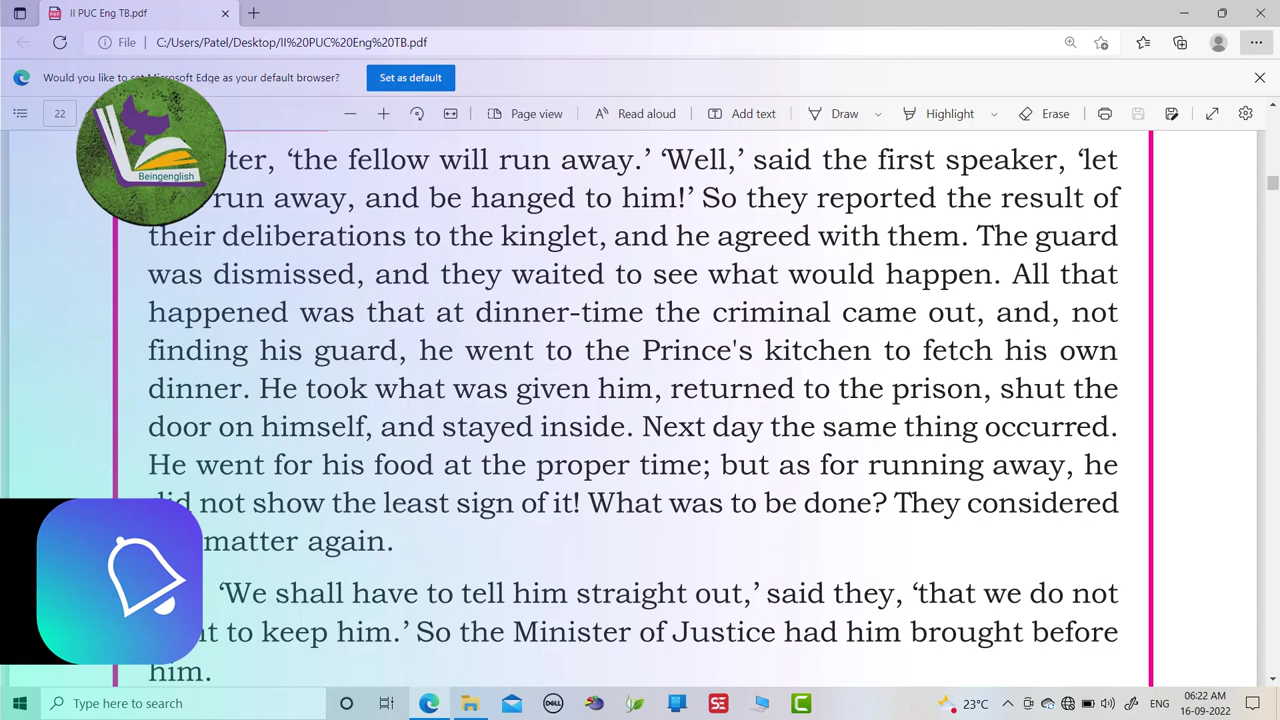 II PUC Eng TB.pdf
File C:/Users/Patel/Desktop/II%20PUC%20Eng%20TB.pdf
Would you like to set Microsoft Edge as your default browser? Set as default
22 Page view Read aloud Add text Draw Highlight Erase
ter, ‘the fellow will run away.’ ‘Well,’ said the first speaker, ‘let
run away, and be hanged to him!’ So they reported the result of
their deliberations to the kinglet, and he agreed with them. The guard
was dismissed, and they waited to see what would happen. All that
happened was that at dinner-time the criminal came out, and, not
finding his guard, he went to the Prince's kitchen to fetch his own
dinner. He took what was given him, returned to the prison, shut the
door on himself, and stayed inside. Next day the same thing occurred.
He went for his food at the proper time; but as for running away, he
did not show the least sign of it! What was to be done? They considered
matter again.
‘We shall have to tell him straight out,’ said they, ‘that we do not
to keep him.’ So the Minister of Justice had him brought before
him.
Beingenglish
Type here to search
DELL
SE
C
23°C
ENG
06:22 AM
16-09-2022